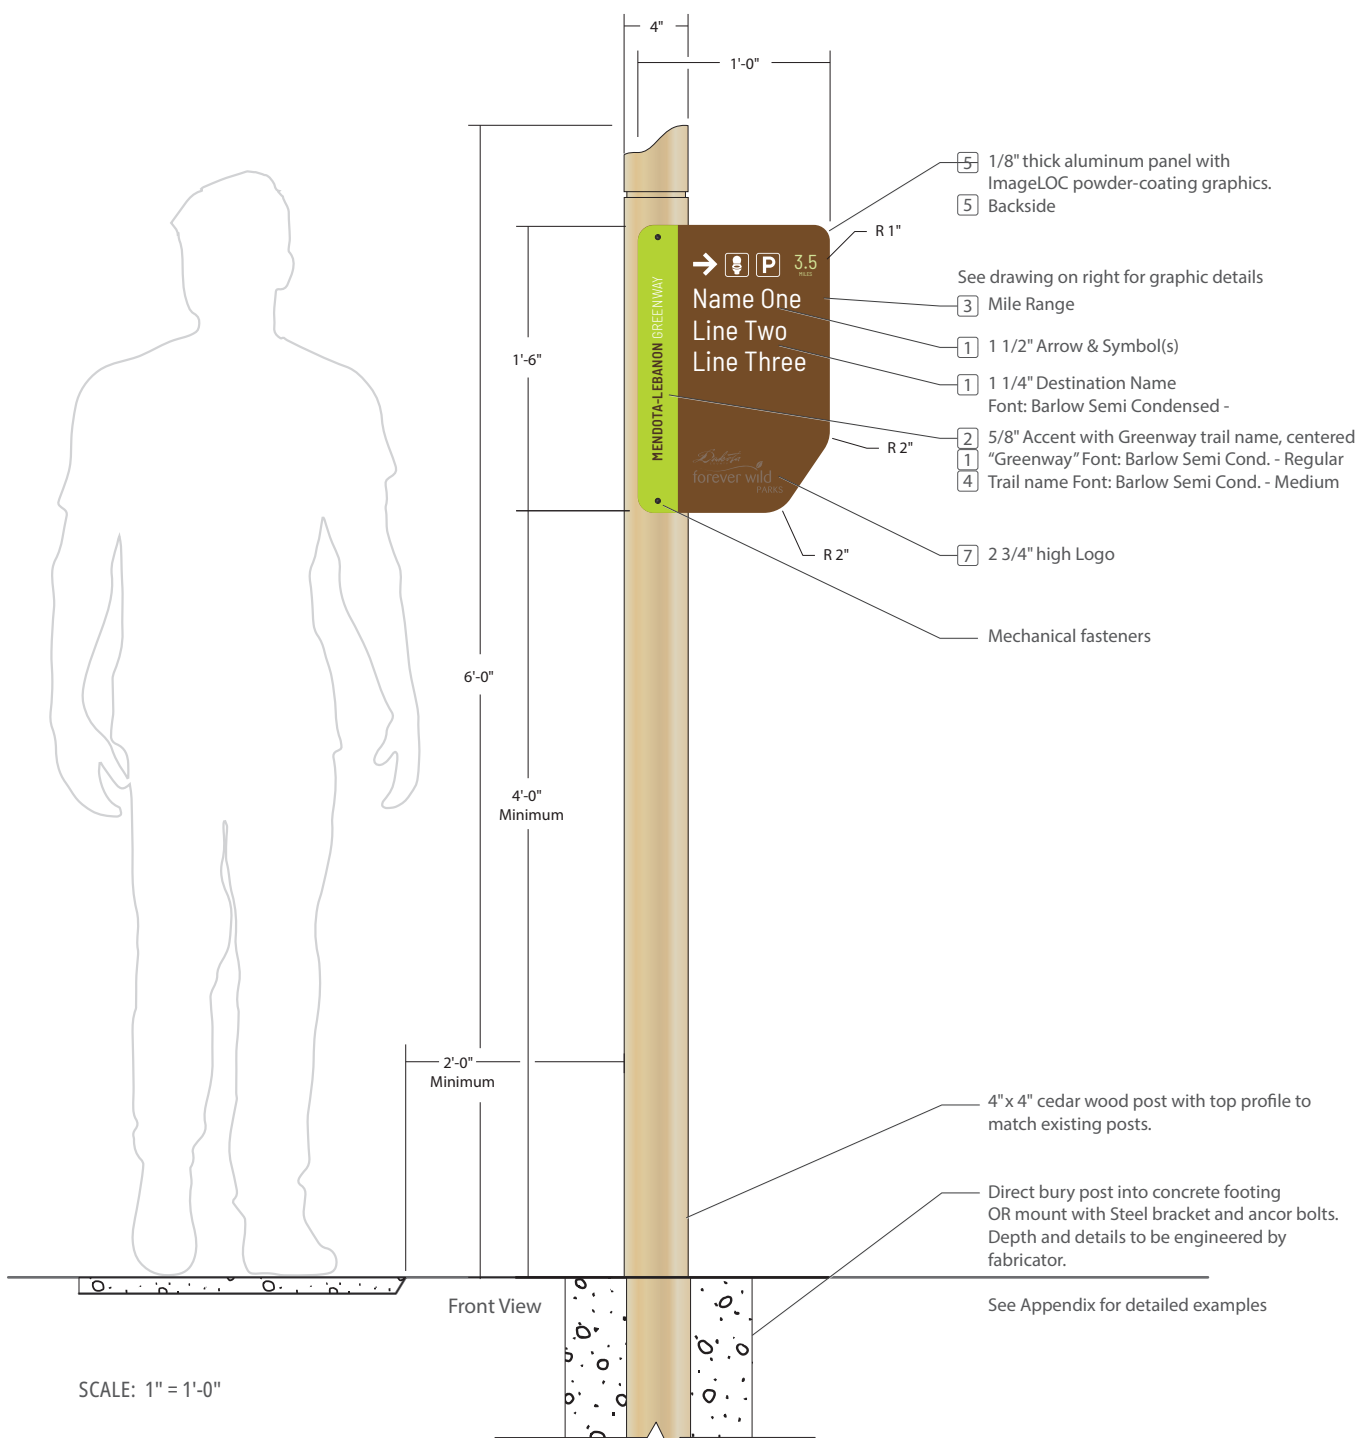 4"
1'-0"
5 1/8" thick aluminum panel with
ImageLOC powder-coating graphics.
5 Backside
R 1"
See drawing on right for graphic details
3 Mile Range
1 1 1/2" Arrow & Symbol(s)
1 1 1/4" Destination Name
Font: Barlow Semi Condensed -
2 5/8" Accent with Greenway trail name, centered
1 “Greenway” Font: Barlow Semi Cond. - Regular
4 Trail name Font: Barlow Semi Cond. - Medium
R 2"
R 2"
7 2 3/4" high Logo
Mechanical fasteners
P 3.5
MILES
Name One
Line Two
Line Three
MENDOTA-LEBANON GREENWAY
Dakota
forever wild
PARKS
1'-6"
6'-0"
4'-0"
Minimum
2'-0"
Minimum
4" x 4" cedar wood post with top profile to
match existing posts.
Direct bury post into concrete footing
OR mount with Steel bracket and ancor bolts.
Depth and details to be engineered by
fabricator.
See Appendix for detailed examples
Front View
SCALE: 1" = 1'-0"